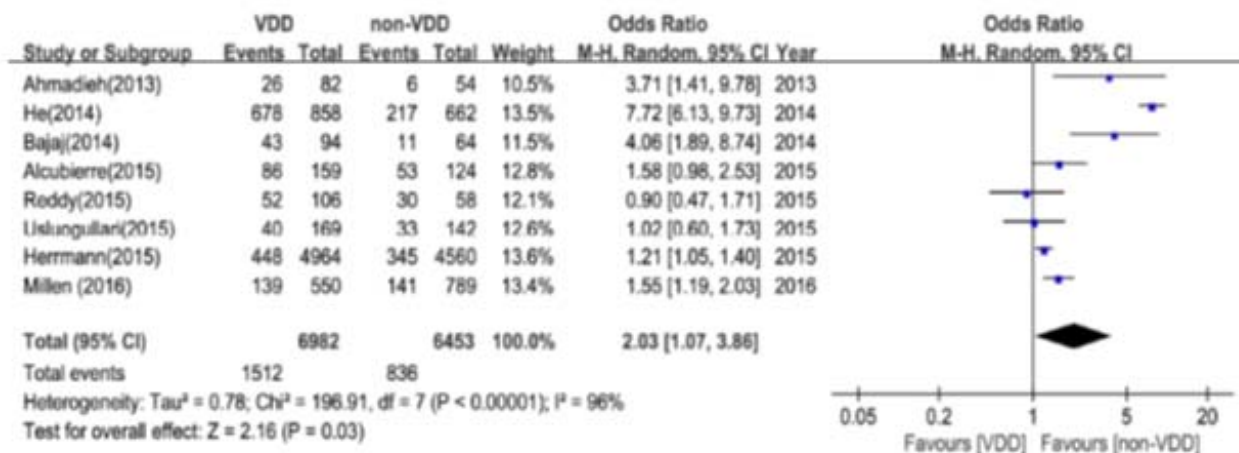 VDD non-VDD Odds Ratio Odds Ratio
Study or Subgroup Events Total Events Total Weight M-H. Random. 95% CI Year M-H. Random. 95% CI
Ahmadieh(2013) 26 82 6 54 10.5% 3.71 [1.41, 9.78] 2013
He(2014) 678 858 217 662 13.5% 7.72 [6.13, 9.73] 2014
Bajaj(2014) 43 94 11 64 11.5% 4.06 [1.89, 8.74] 2014
Alcubierre(2015) 86 159 53 124 12.8% 1.58 [0.98, 2.53] 2015
Reddy(2015) 52 106 30 58 12.1% 0.90 [0.47, 1.71] 2015
Uslungullari(2015) 40 169 33 142 12.6% 1.02 [0.60, 1.73] 2015
Herrmann(2015) 448 4964 345 4560 13.6% 1.21 [1.05, 1.40] 2015
Millen (2016) 139 550 141 789 13.4% 1.55 [1.19, 2.03] 2016
Total (95% CI) 6982 6453 100.0% 2.03 [1.07, 3.86]
Total events 1512 836
Heterogeneity: Tau² = 0.78; Chi² = 196.91, df = 7 (P < 0.00001); I² = 96%
Test for overall effect: Z = 2.16 (P = 0.03)
0.05 0.2 1 5 20
Favours [VDD] Favours [non-VDD]